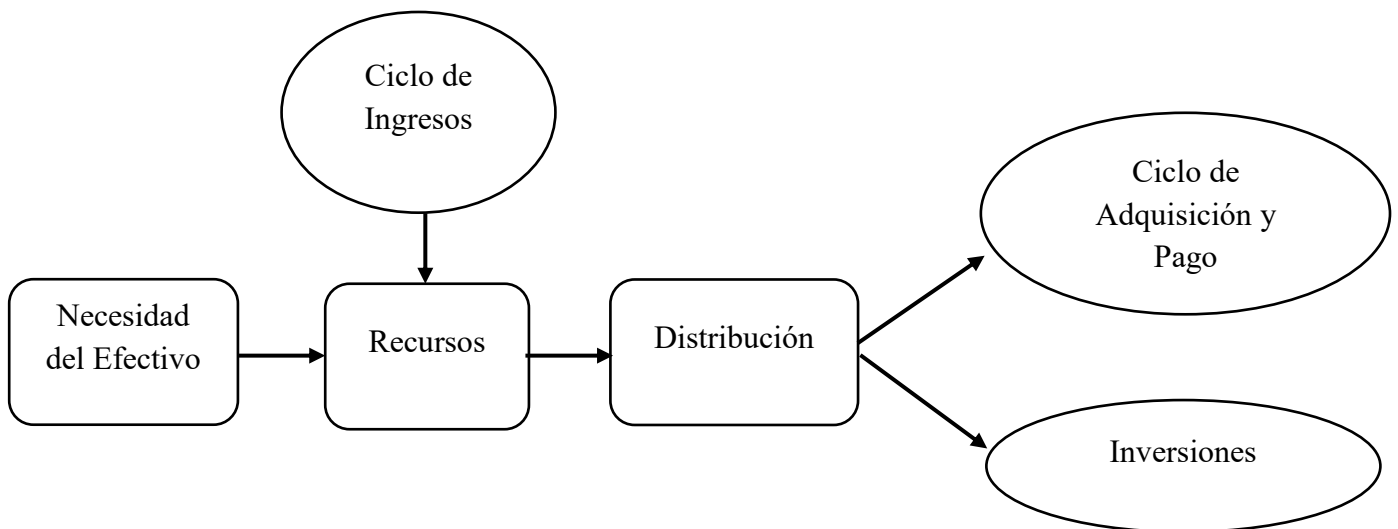 Ciclo de
Ingresos
Ciclo de
Adquisición y
Pago
Necesidad
del Efectivo
Recursos
Distribución
Inversiones